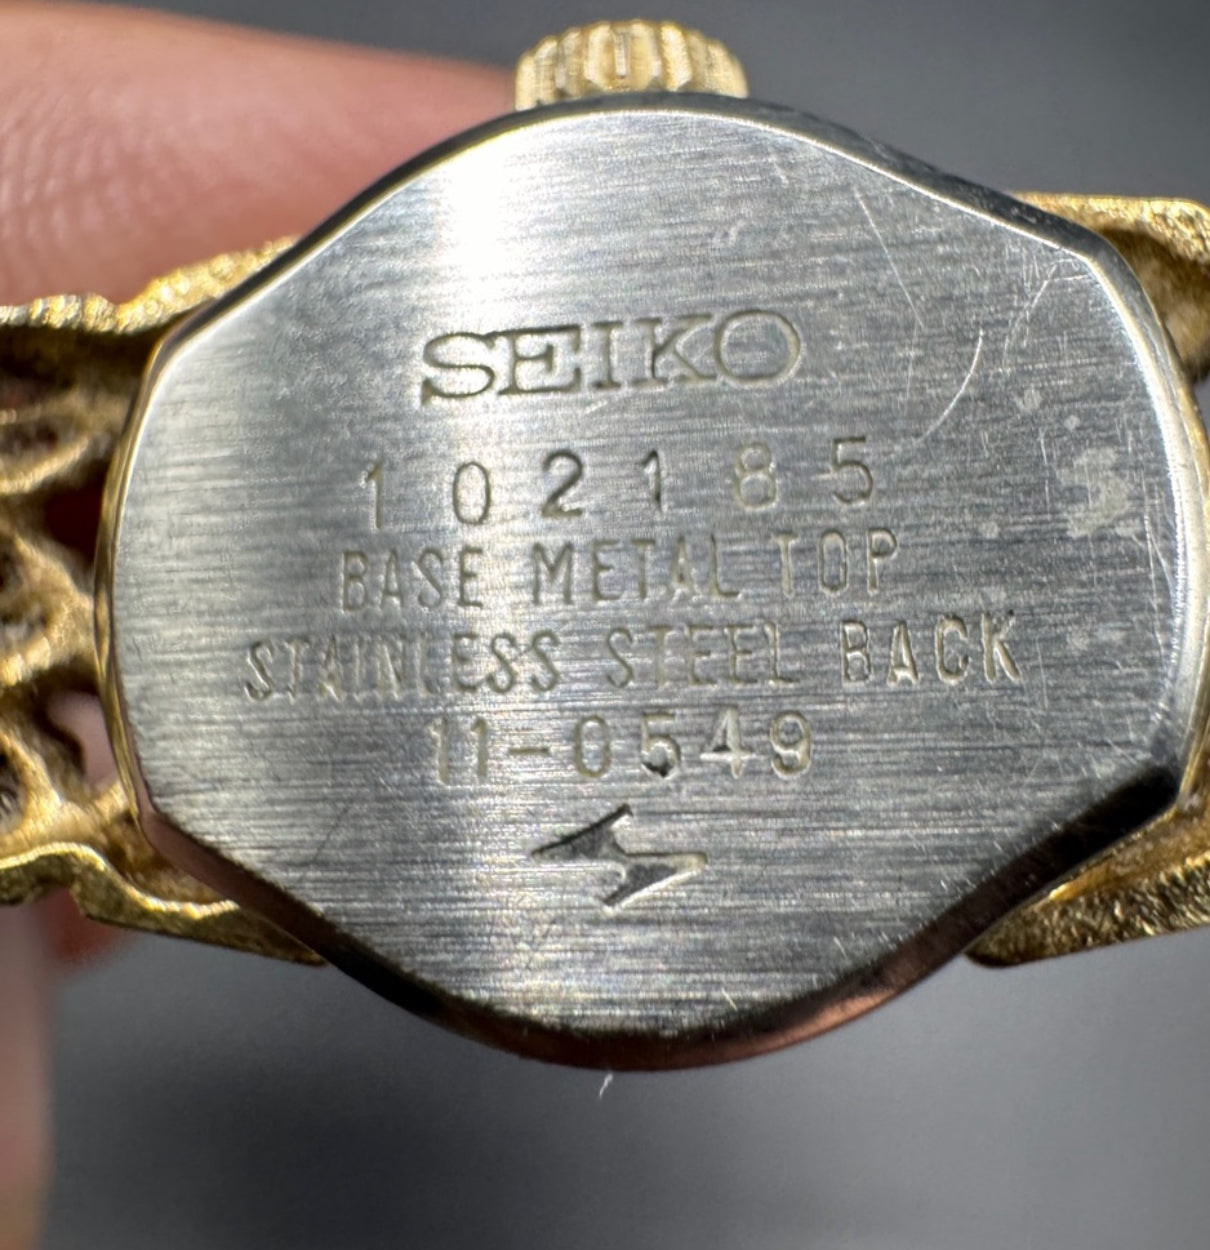 SEIKO
102185
BASE METAL TOP
STAINLESS STEEL BACK
11-0549